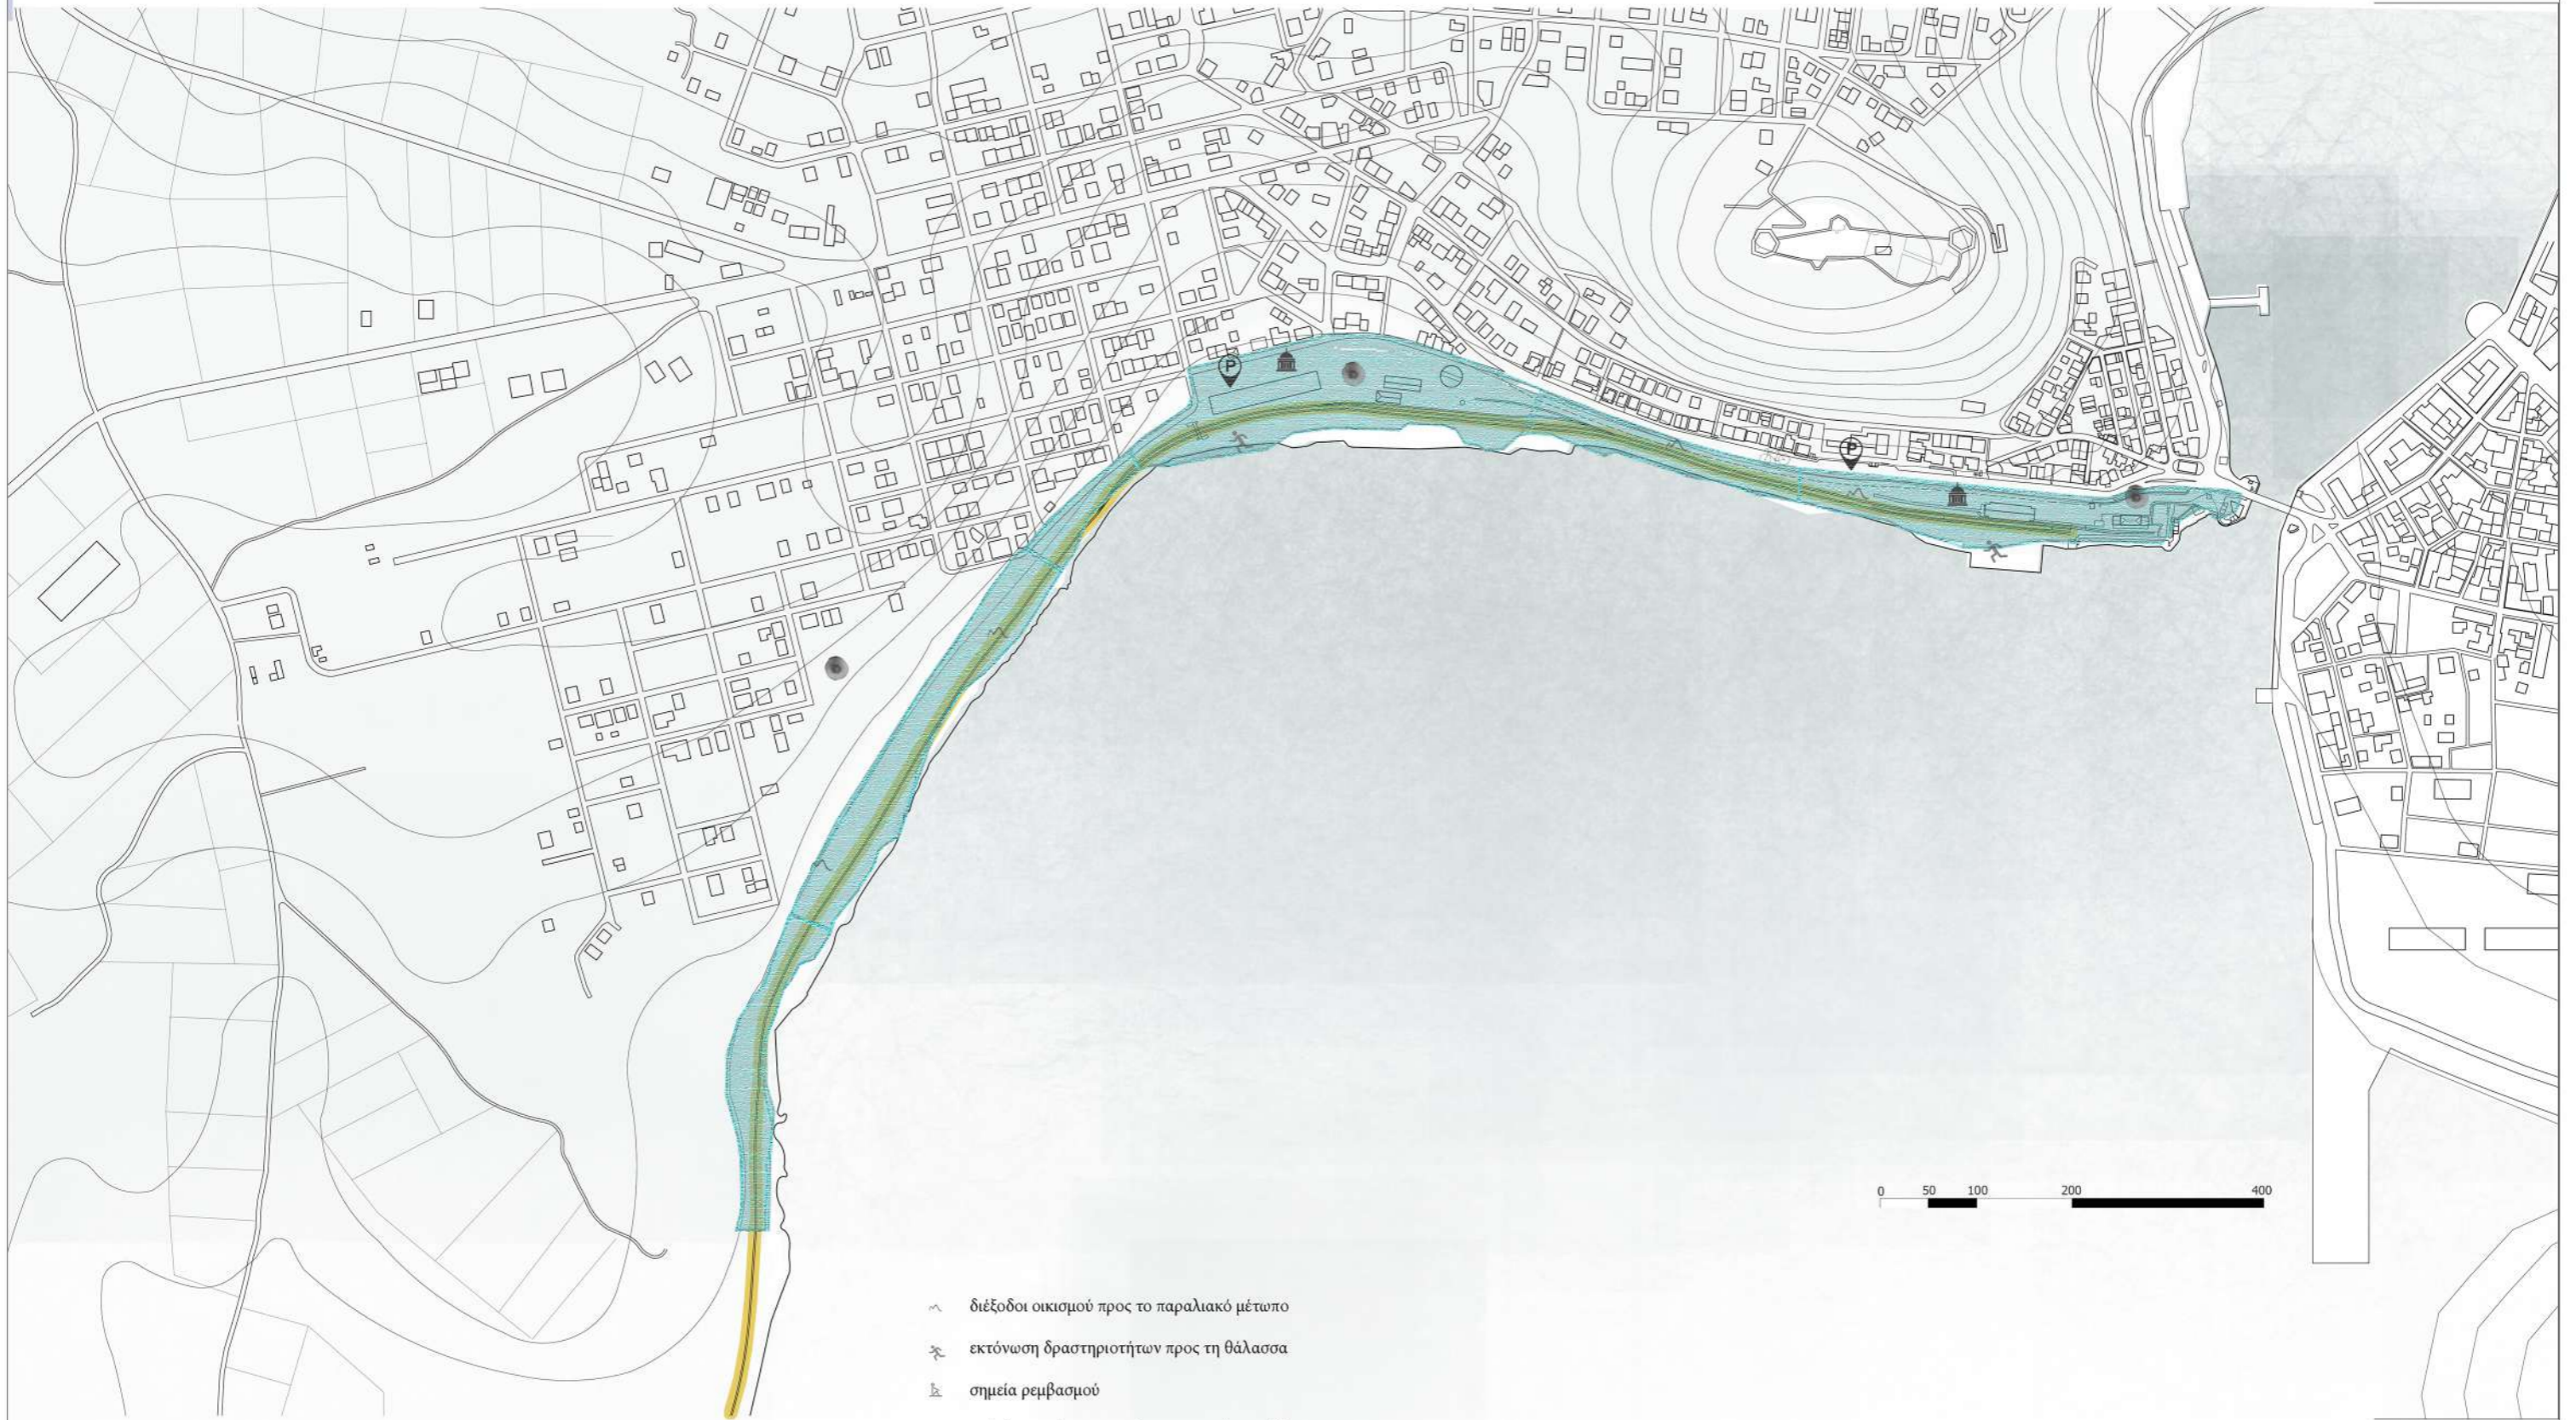 P
P
0 50 100 200 400
διέξοδοι οικισμού προς το παραλιακό μέτωπο
εκτόνωση δραστηριοτήτων προς τη θάλασσα
σημεία ρεμβασμού